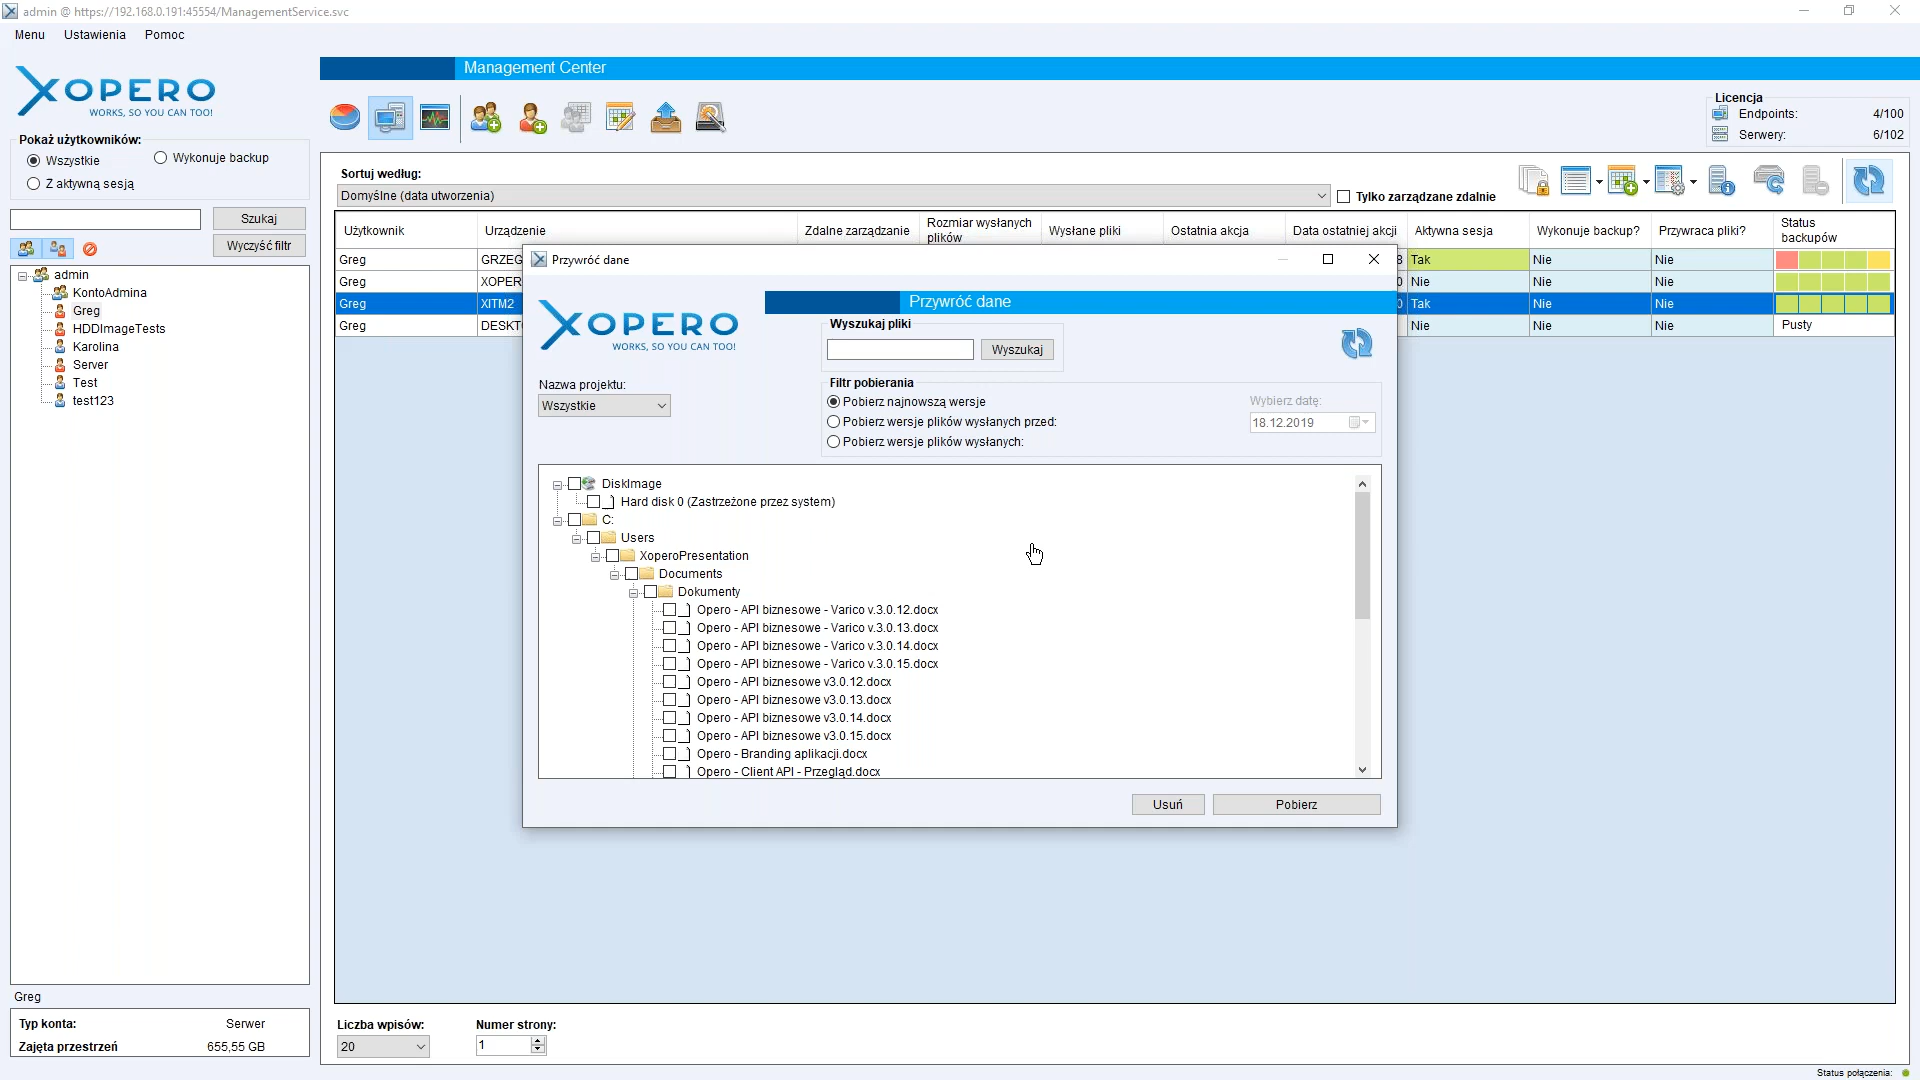 admin @ https://192.168.0.191:45554/ManagementService.svc
Menu Ustawienia Pomoc
XOPERO
WORKS, SO YOU CAN TOO!
Management Center
Licencja
Endpoints: 4/100
Serwery: 6/102
Pokaż użytkowników:
Wszystkie
Wykonuje backup
Z aktywną sesją
Szukaj
Wyczyść filtr
admin
KontoAdmina
Greg
HDDImageTests
Karolina
Server
Test
test123
Greg
Typ konta: Serwer
Zajęta przestrzeń 655,55 GB
Sortuj według:
Domyślne (data utworzenia)
Tylko zarządzane zdalnie
Użytkownik Urządzenie Zdalne zarządzanie Rozmiar wysłanych plików Wysłane pliki Ostatnia akcja Data ostatniej akcji Aktywna sesja Wykonuje backup? Przywraca pliki? Status backupów
Greg GRZEG 8 Tak Nie Nie
Greg XOPER 0 Nie Nie Nie
Greg XITM2 0 Tak Nie Nie
Greg DESKT Nie Nie Nie Pusty
Przywróć dane
XOPERO
WORKS, SO YOU CAN TOO!
Przywróć dane
Wyszukaj pliki
Wyszukaj
Nazwa projektu:
Wszystkie
Filtr pobierania
Pobierz najnowszą wersje
Pobierz wersje plików wysłanych przed:
Pobierz wersje plików wysłanych:
Wybierz datę:
18.12.2019
DiskImage
Hard disk 0 (Zastrzeżone przez system)
C:
Users
XoperoPresentation
Documents
Dokumenty
Opero - API biznesowe - Varico v.3.0.12.docx
Opero - API biznesowe - Varico v.3.0.13.docx
Opero - API biznesowe - Varico v.3.0.14.docx
Opero - API biznesowe - Varico v.3.0.15.docx
Opero - API biznesowe v3.0.12.docx
Opero - API biznesowe v3.0.13.docx
Opero - API biznesowe v3.0.14.docx
Opero - API biznesowe v3.0.15.docx
Opero - Branding aplikacji.docx
Opero - Client API - Przegląd.docx
Usuń
Pobierz
Liczba wpisów:
20
Numer strony:
1
Status połączenia: